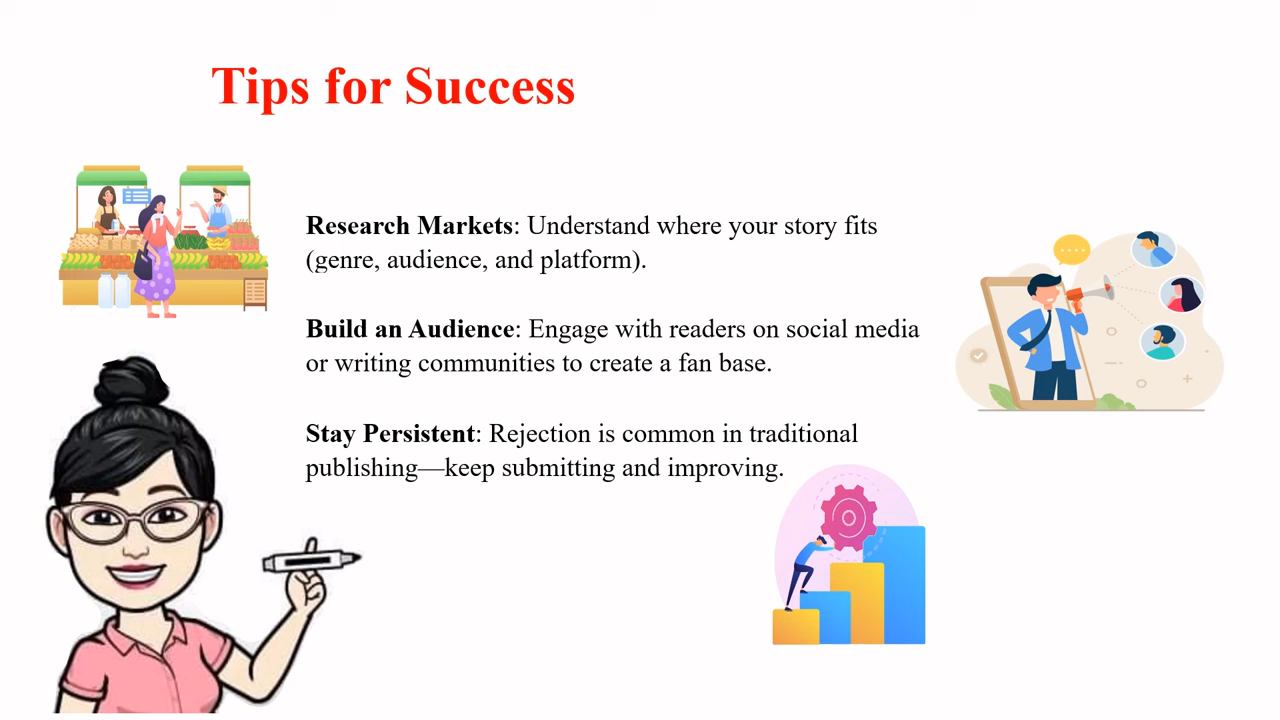 Tips for Success
Research Markets: Understand where your story fits
(genre, audience, and platform).
Build an Audience: Engage with readers on social media
or writing communities to create a fan base.
Stay Persistent: Rejection is common in traditional
publishing—keep submitting and improving.